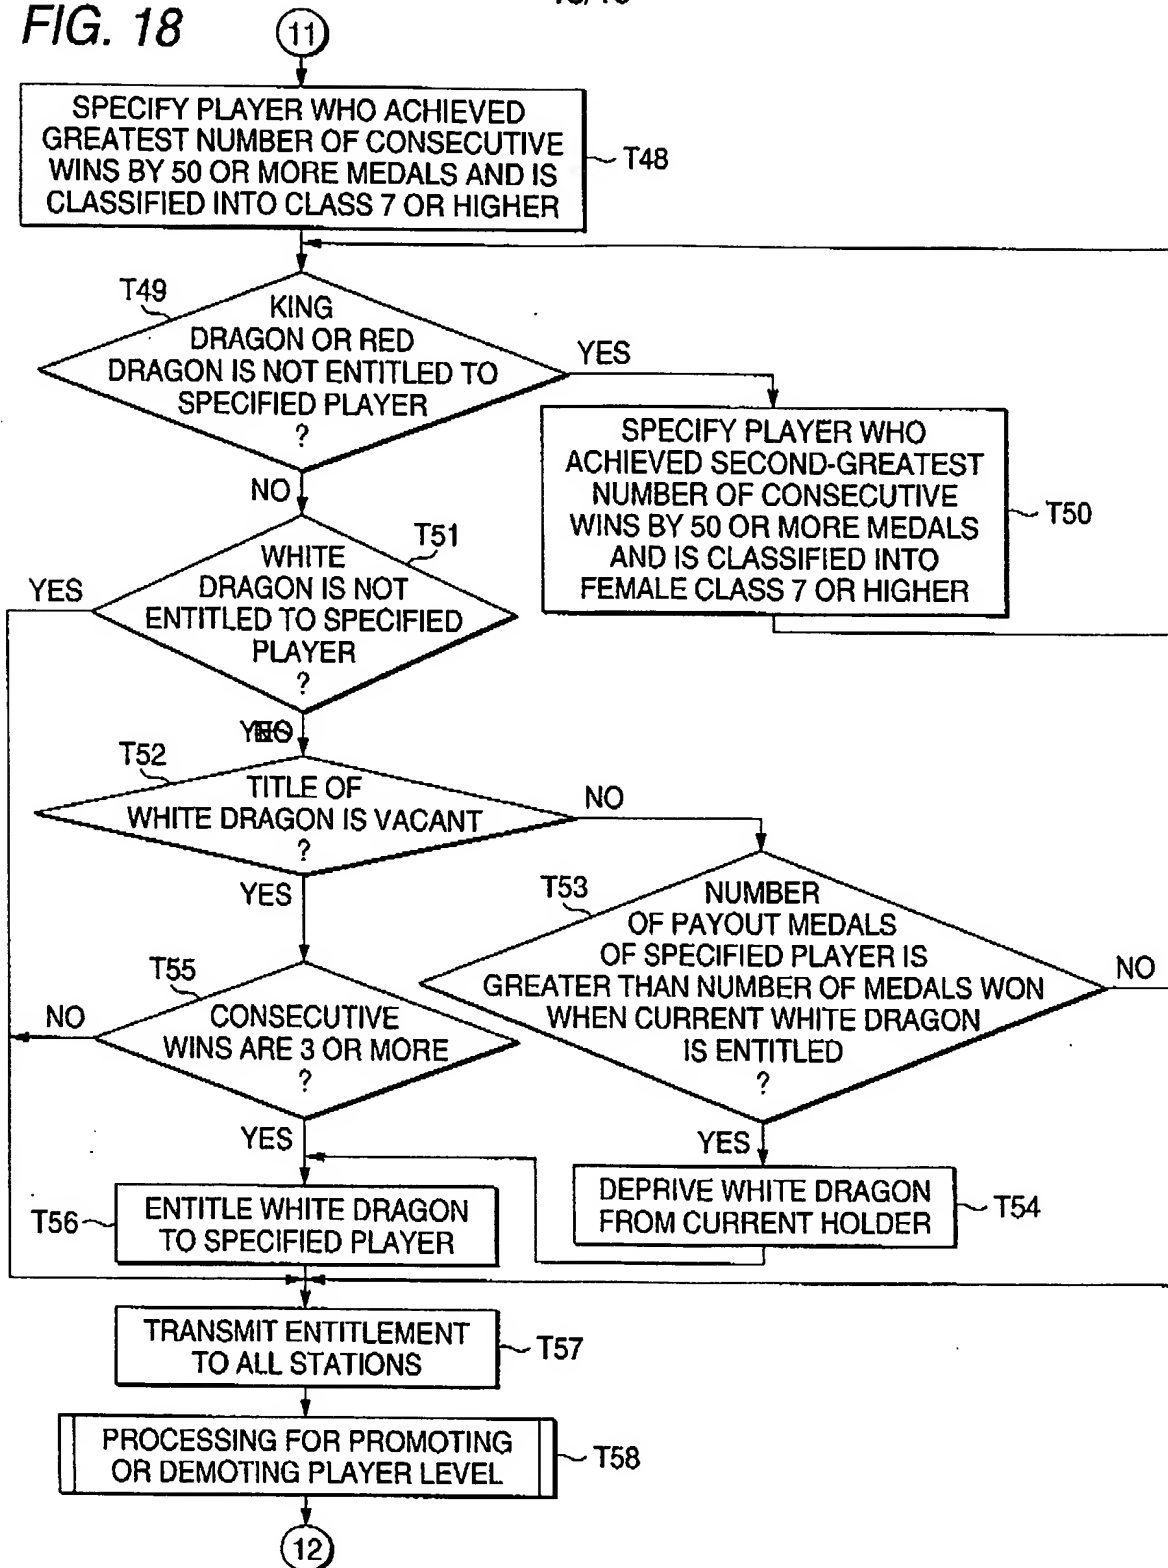 FIG. 18
11
SPECIFY PLAYER WHO ACHIEVED
GREATEST NUMBER OF CONSECUTIVE
WINS BY 50 OR MORE MEDALS AND IS
CLASSIFIED INTO CLASS 7 OR HIGHER
T48
T49
KING
DRAGON OR RED
DRAGON IS NOT ENTITLED TO
SPECIFIED PLAYER
?
YES
NO
SPECIFY PLAYER WHO
ACHIEVED SECOND-GREATEST
NUMBER OF CONSECUTIVE
WINS BY 50 OR MORE MEDALS
AND IS CLASSIFIED INTO
FEMALE CLASS 7 OR HIGHER
T50
T51
WHITE
DRAGON IS NOT
ENTITLED TO SPECIFIED
PLAYER
?
YES
T52
TITLE OF
WHITE DRAGON IS VACANT
?
NO
YES
T53
NUMBER
OF PAYOUT MEDALS
OF SPECIFIED PLAYER IS
GREATER THAN NUMBER OF MEDALS WON
WHEN CURRENT WHITE DRAGON
IS ENTITLED
?
NO
YES
T55
CONSECUTIVE
WINS ARE 3 OR MORE
?
NO
YES
DEPRIVE WHITE DRAGON
FROM CURRENT HOLDER
T54
T56
ENTITLE WHITE DRAGON
TO SPECIFIED PLAYER
TRANSMIT ENTITLEMENT
TO ALL STATIONS
T57
PROCESSING FOR PROMOTING
OR DEMOTING PLAYER LEVEL
T58
12